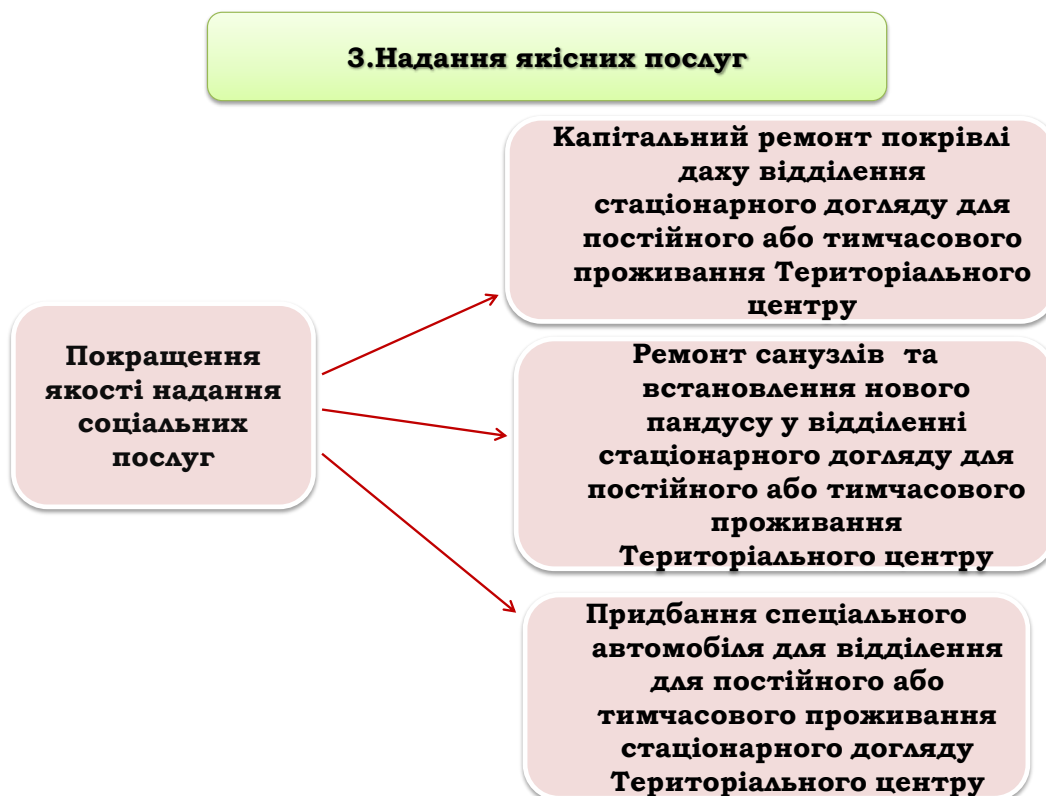 3.Надання якісних послуг
Покращення
якості надання
соціальних
послуг
Капітальний ремонт покрівлі
даху відділення
стаціонарного догляду для
постійного або тимчасового
проживання Територіального
центру
Ремонт санузлів та
встановлення нового
пандусу у відділенні
стаціонарного догляду для
постійного або тимчасового
проживання
Територіального центру
Придбання спеціального
автомобіля для відділення
для постійного або
тимчасового проживання
стаціонарного догляду
Територіального центру